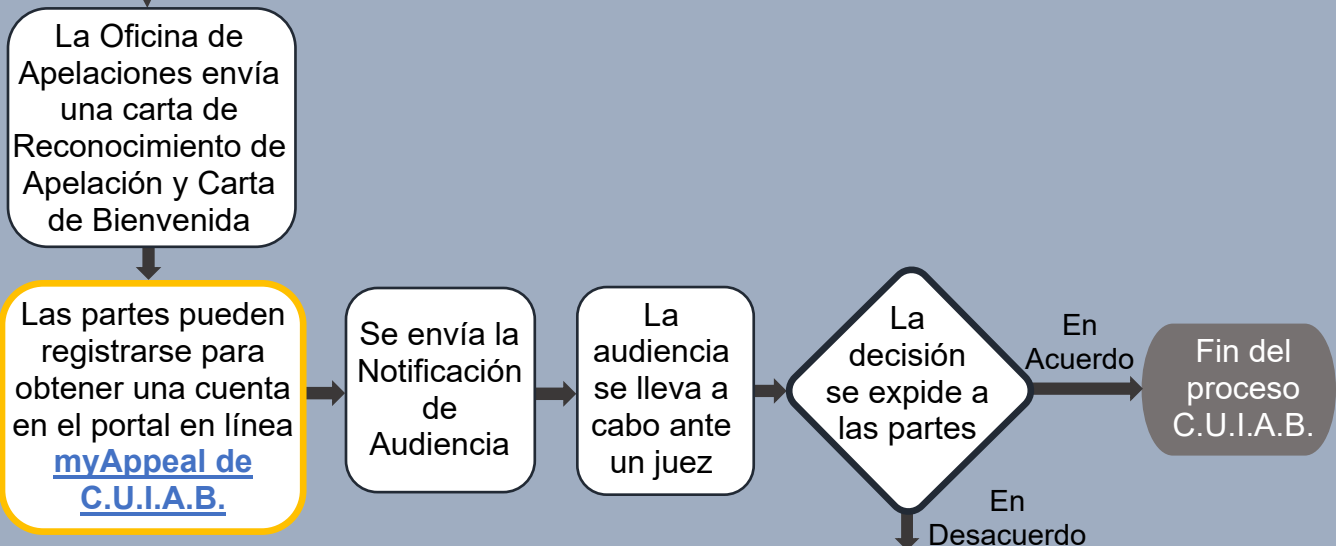 La Oficina de
Apelaciones envía
una carta de
Reconocimiento de
Apelación y Carta
de Bienvenida
Las partes pueden
registrarse para
obtener una cuenta
en el portal en línea
myAppeal de
C.U.I.A.B.
Se envía la
Notificación
de
Audiencia
La
audiencia
se lleva a
cabo ante
un juez
La
decisión
se expide a
las partes
En
Acuerdo
Fin del
proceso
C.U.I.A.B.
En
Desacuerdo